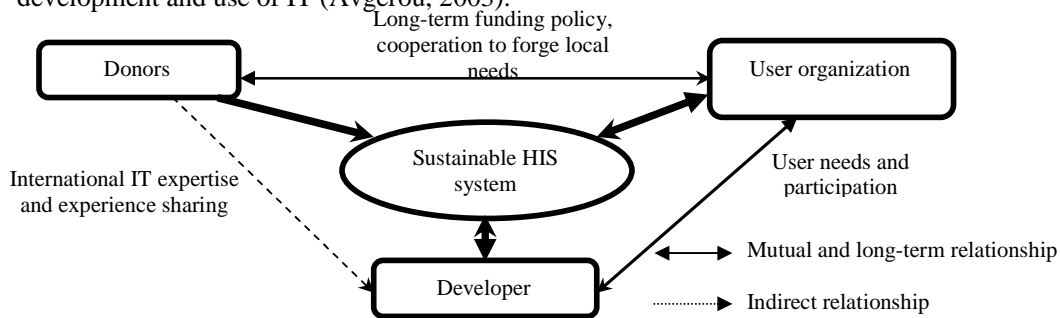 development and use of IT (Avgerou, 2003).
Long-term funding policy,
cooperation to forge local
needs
Donors
User organization
Sustainable HIS
system
International IT expertise
and experience sharing
User needs and
participation
Mutual and long-term relationship
Developer
Indirect relationship